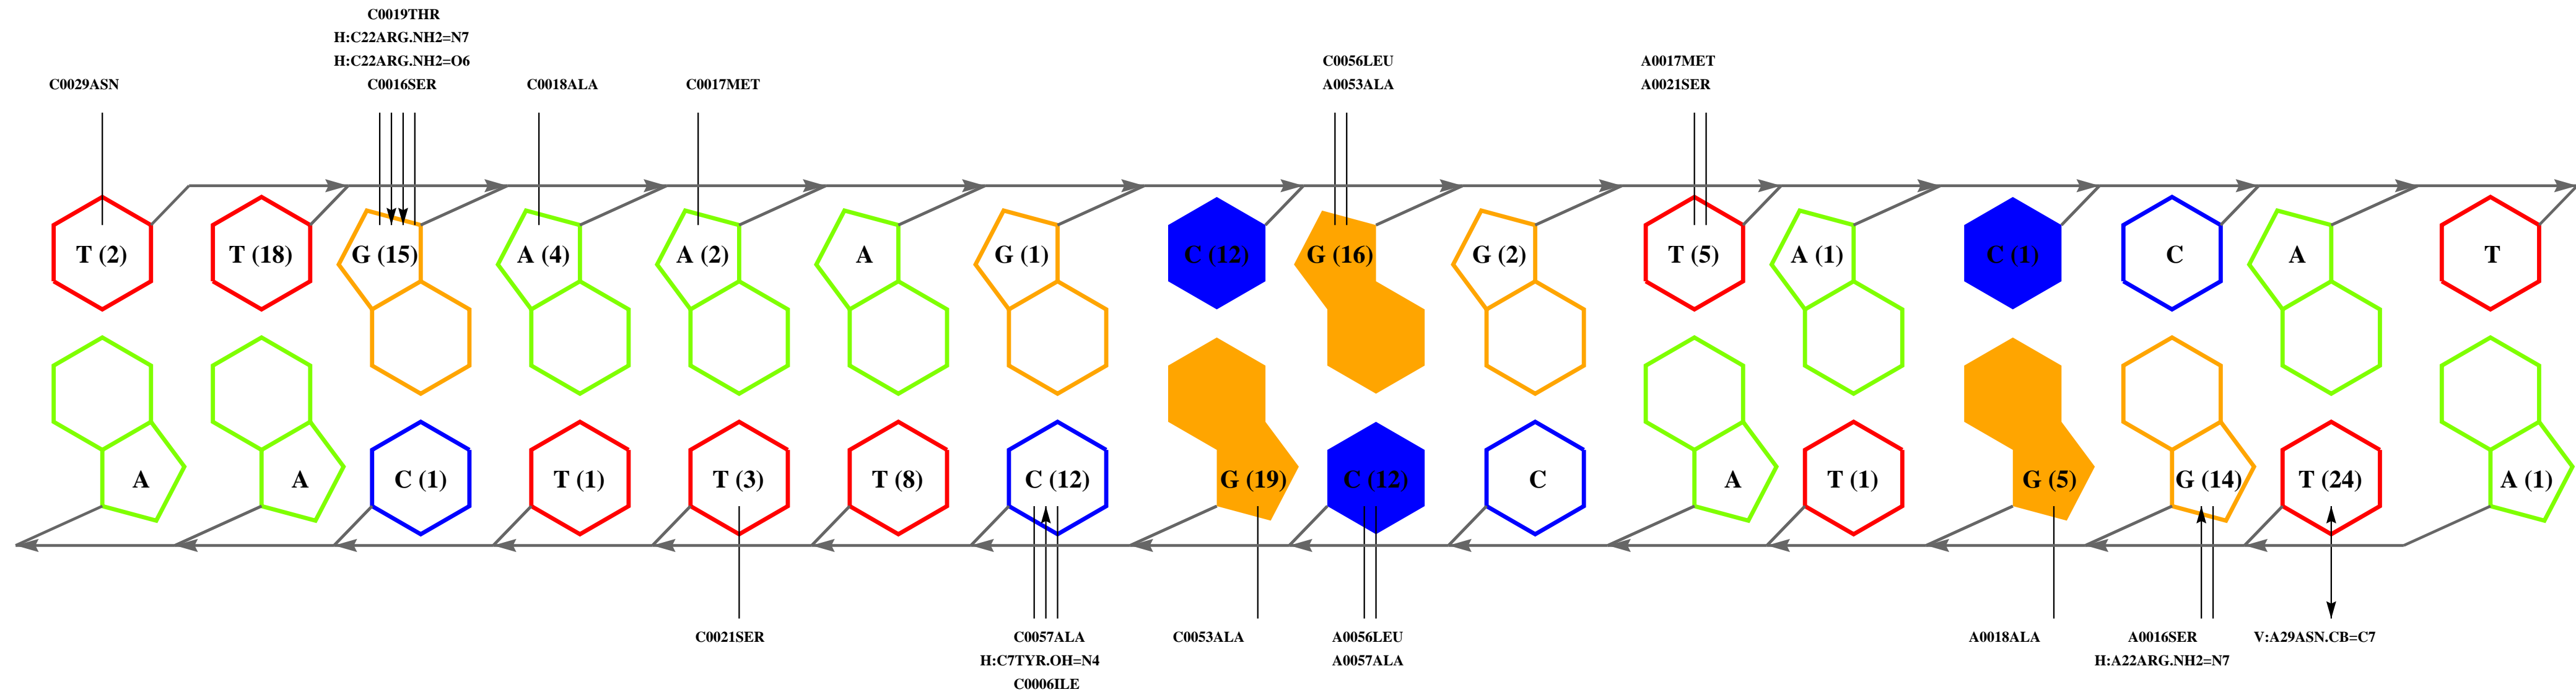 C0019THR
H:C22ARG.NH2=N7
H:C22ARG.NH2=O6
C0016SER
C0029ASN
C0018ALA
C0017MET
C0056LEU
A0053ALA
A0017MET
A0021SER
T (2) T (18) G (15) A (4) A (2) A G (1) C (12) G (16) G (2) T (5) A (1) C (1) C A T
A A C (1) T (1) T (3) T (8) C (12) G (19) C (12) C A T (1) G (5) G (14) T (24) A (1)
C0021SER
C0057ALA
H:C7TYR.OH=N4
C0006ILE
C0053ALA
A0056LEU
A0057ALA
A0018ALA
A0016SER
H:A22ARG.NH2=N7
V:A29ASN.CB=C7